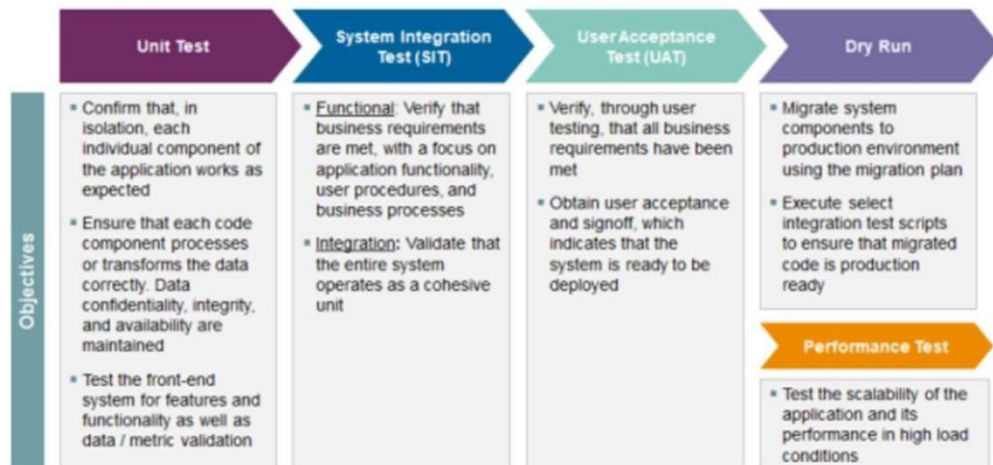 Unit Test
System Integration
Test (SIT)
User Acceptance
Test (UAT)
Dry Run
Objectives
▪ Confirm that, in
isolation, each
individual component of
the application works as
expected
▪ Ensure that each code
component processes
or transforms the data
correctly. Data
confidentiality, integrity,
and availability are
maintained
▪ Test the front-end
system for features and
functionality as well as
data / metric validation
▪ Functional: Verify that
business requirements
are met, with a focus on
application functionality,
user procedures, and
business processes
▪ Integration: Validate that
the entire system
operates as a cohesive
unit
▪ Verify, through user
testing, that all business
requirements have been
met
▪ Obtain user acceptance
and signoff, which
indicates that the
system is ready to be
deployed
▪ Migrate system
components to
production environment
using the migration plan
▪ Execute select
integration test scripts
to ensure that migrated
code is production
ready
Performance Test
▪ Test the scalability of the
application and its
performance in high load
conditions